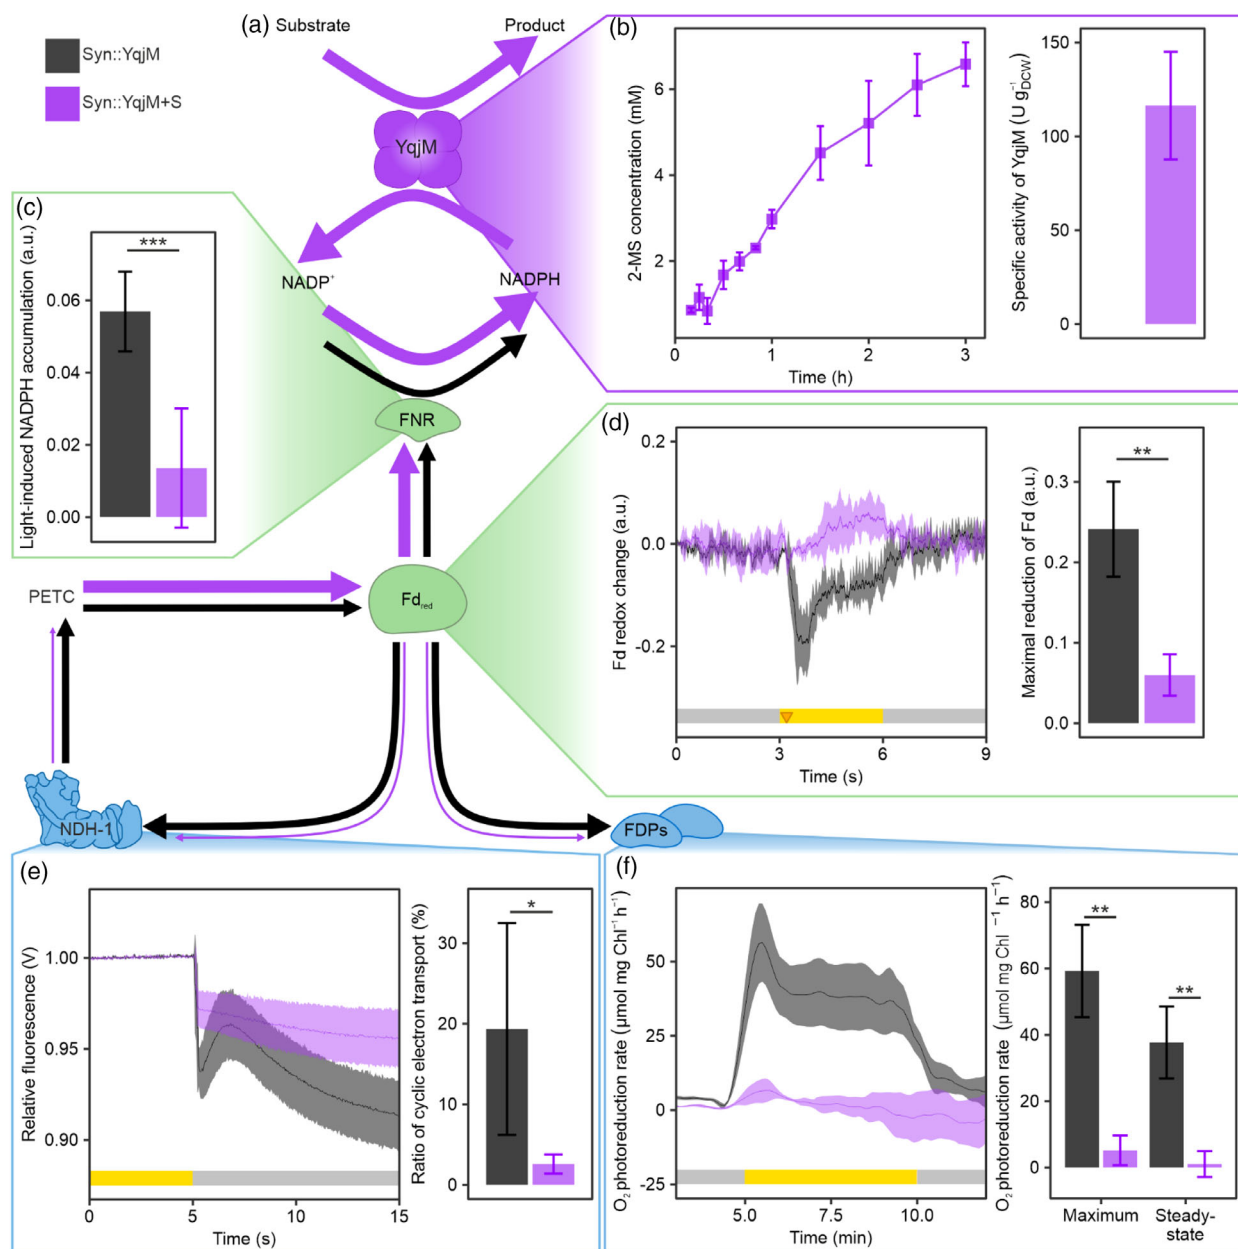 Syn::YqjM
Syn::YqjM+S
(a)
Substrate
Product
YqjM
NADP⁺
NADPH
FNR
Fd_red
PETC
NDH-1
FDPs
(b)
2-MS concentration (mM)
6
4
2
0
1
2
3
Time (h)
Specific activity of YqjM (U g⁻¹_DCW)
150
100
50
0
(c)
Light-induced NADPH accumulation (a.u.)
***
0.06
0.04
0.02
0.00
(d)
Fd redox change (a.u.)
0.2
0.0
-0.2
0
3
6
9
Time (s)
Maximal reduction of Fd (a.u.)
**
0.3
0.2
0.1
0.0
(e)
Relative fluorescence (V)
1.00
0.95
0.90
0
5
10
15
Time (s)
Ratio of cyclic electron transport (%)
*
30
20
10
0
(f)
O₂ photoreduction rate (μmol mg Chl⁻¹ h⁻¹)
50
25
0
-25
5.0
7.5
10.0
Time (min)
O₂ photoreduction rate (μmol mg Chl⁻¹ h⁻¹)
80
60
40
20
0
**
**
Maximum
Steady-
state